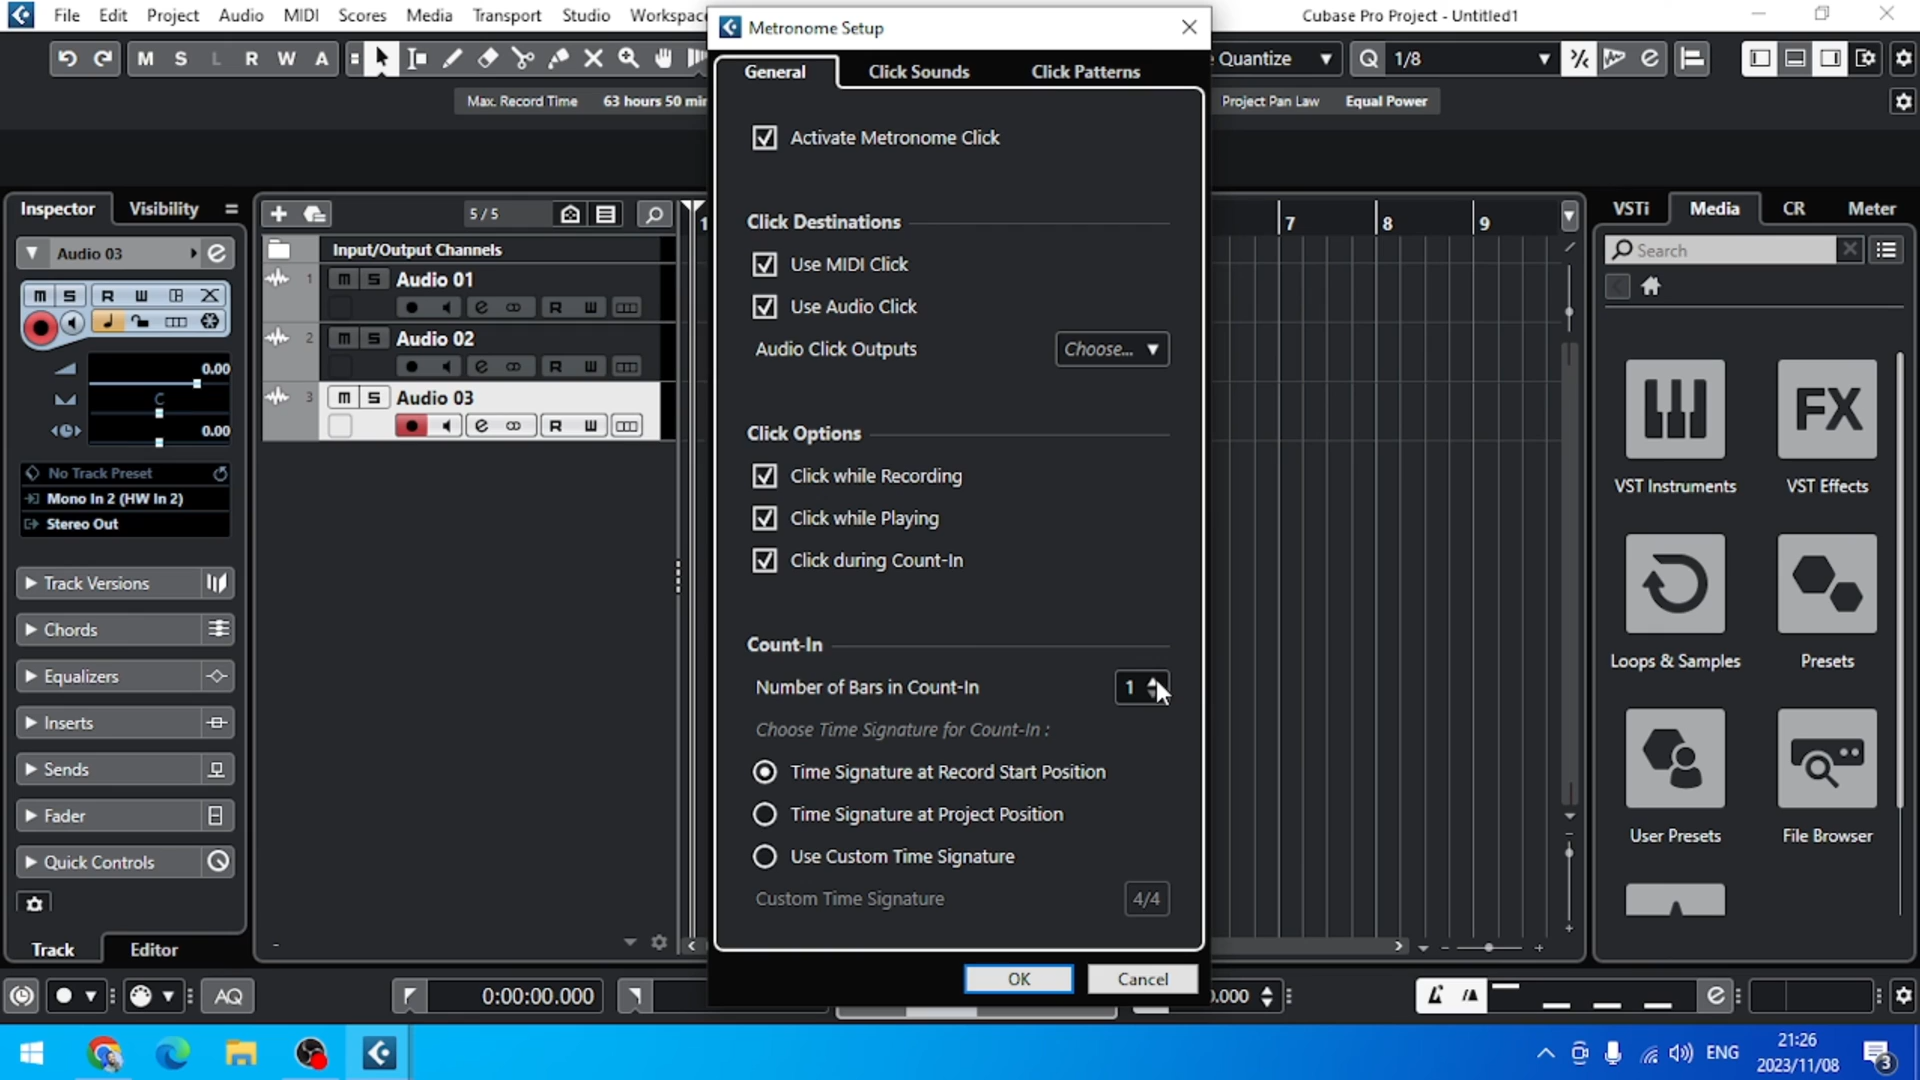 File Edit Project Audio MIDI Scores Media Transport Studio
Metronome Setup
Cubase Pro Project - Untitled1
M S L R W A
Quantize
Q 1/8
General Click Sounds Click Patterns
Max. Record Time 63 hours 50
Project Pan Law Equal Power
Activate Metronome Click
Inspector Visibility
5 / 5
7 8 9
VSTi Media CR Meter
Click Destinations
Search
Audio 03
Input/Output Channels
Use MIDI Click
1 m S Audio 01
R
m S R
Use Audio Click
2 m S Audio 02
Audio Click Outputs Choose...
0.00
C
3 m S Audio 03
R
0.00
Click Options
FX
No Track Preset
Click while Recording
VST Instruments VST Effects
Mono In 2 (HW In 2)
Stereo Out
Click while Playing
Click during Count-In
Track Versions
Chords
Count-In
Loops & Samples Presets
Equalizers
Number of Bars in Count-In 1
Inserts
Choose Time Signature for Count-In :
Sends
Time Signature at Record Start Position
Fader
Time Signature at Project Position
User Presets File Browser
Quick Controls
Use Custom Time Signature
Custom Time Signature 4/4
Track Editor
OK Cancel
AQ
0:00:00.000
ENG
21:26
2023/11/08
3